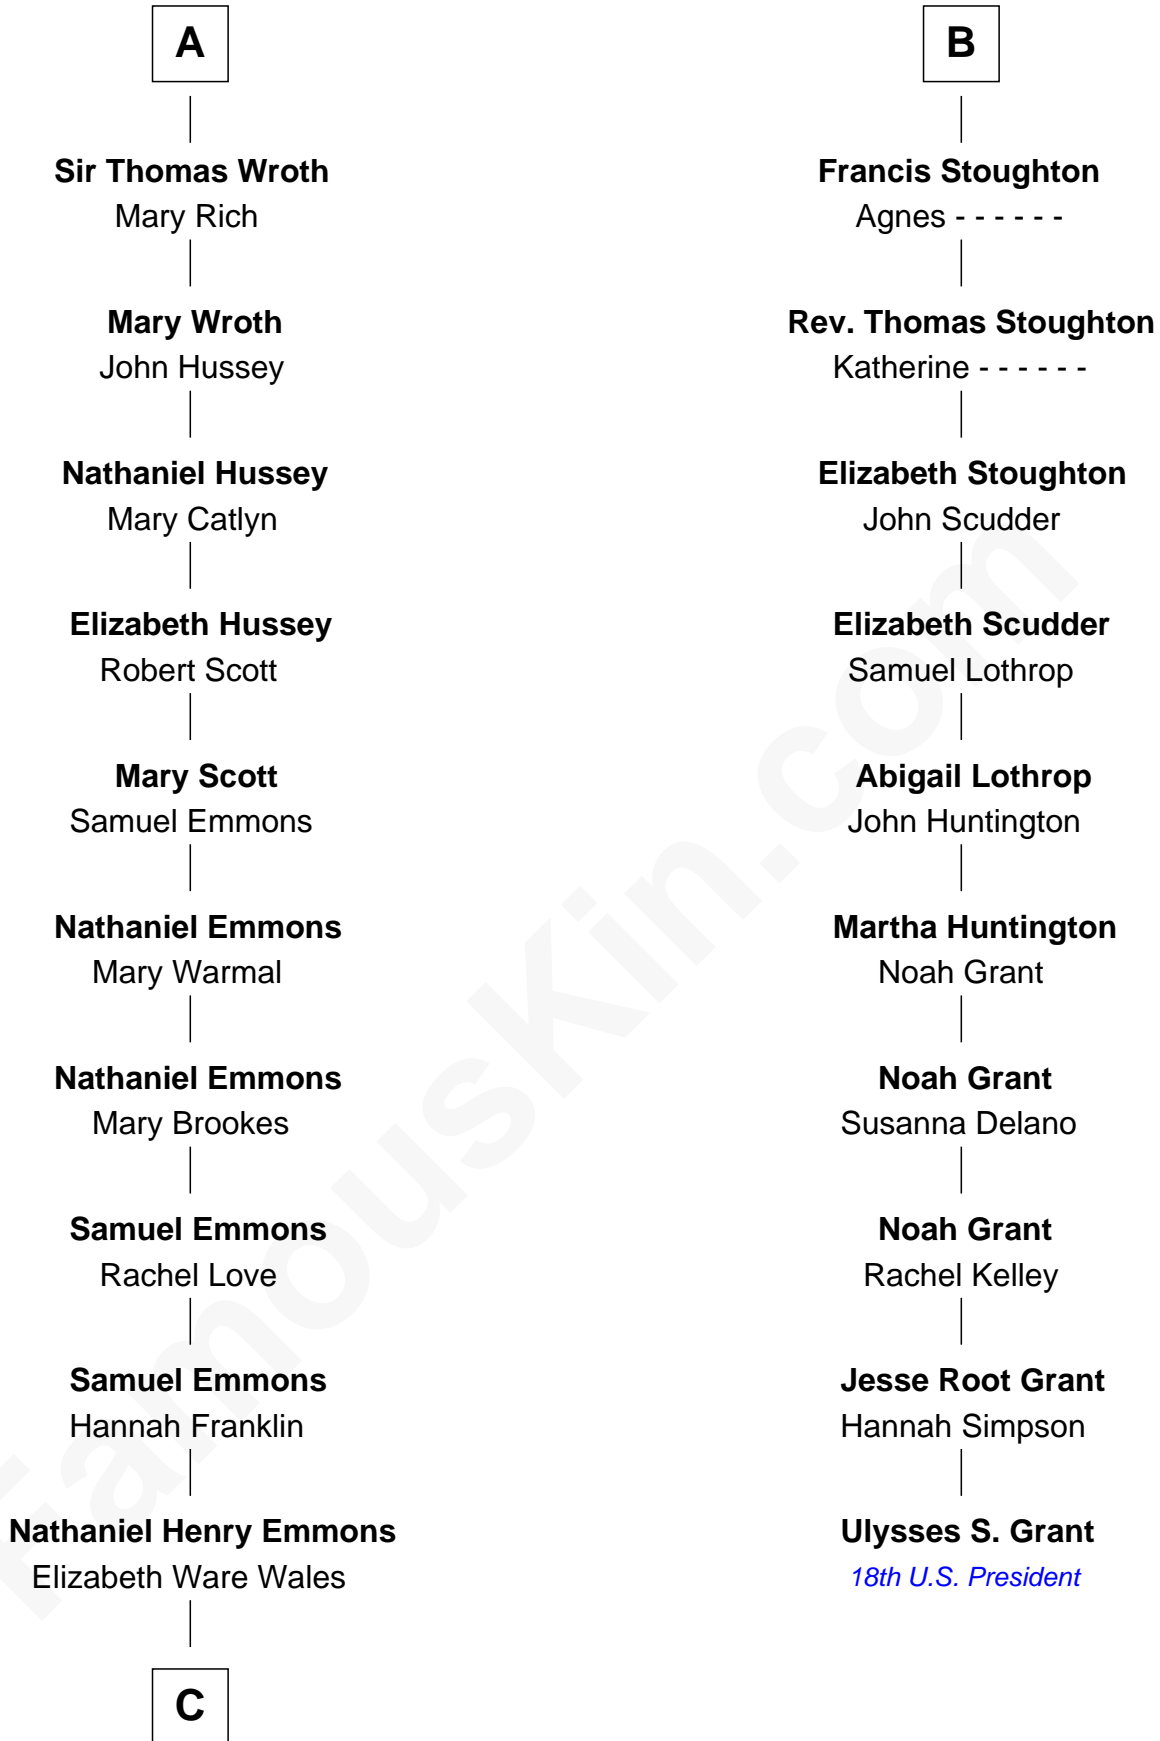 A
B
Sir Thomas Wroth
Mary Rich
Francis Stoughton
Agnes - - - - - -
Mary Wroth
John Hussey
Rev. Thomas Stoughton
Katherine - - - - - -
Nathaniel Hussey
Mary Catlyn
Elizabeth Stoughton
John Scudder
Elizabeth Hussey
Robert Scott
Elizabeth Scudder
Samuel Lothrop
Mary Scott
Samuel Emmons
Abigail Lothrop
John Huntington
Nathaniel Emmons
Mary Warmal
Martha Huntington
Noah Grant
Nathaniel Emmons
Mary Brookes
Noah Grant
Susanna Delano
Samuel Emmons
Rachel Love
Noah Grant
Rachel Kelley
Samuel Emmons
Hannah Franklin
Jesse Root Grant
Hannah Simpson
Nathaniel Henry Emmons
Elizabeth Ware Wales
Ulysses S. Grant
18th U.S. President
C
FamousKin.com